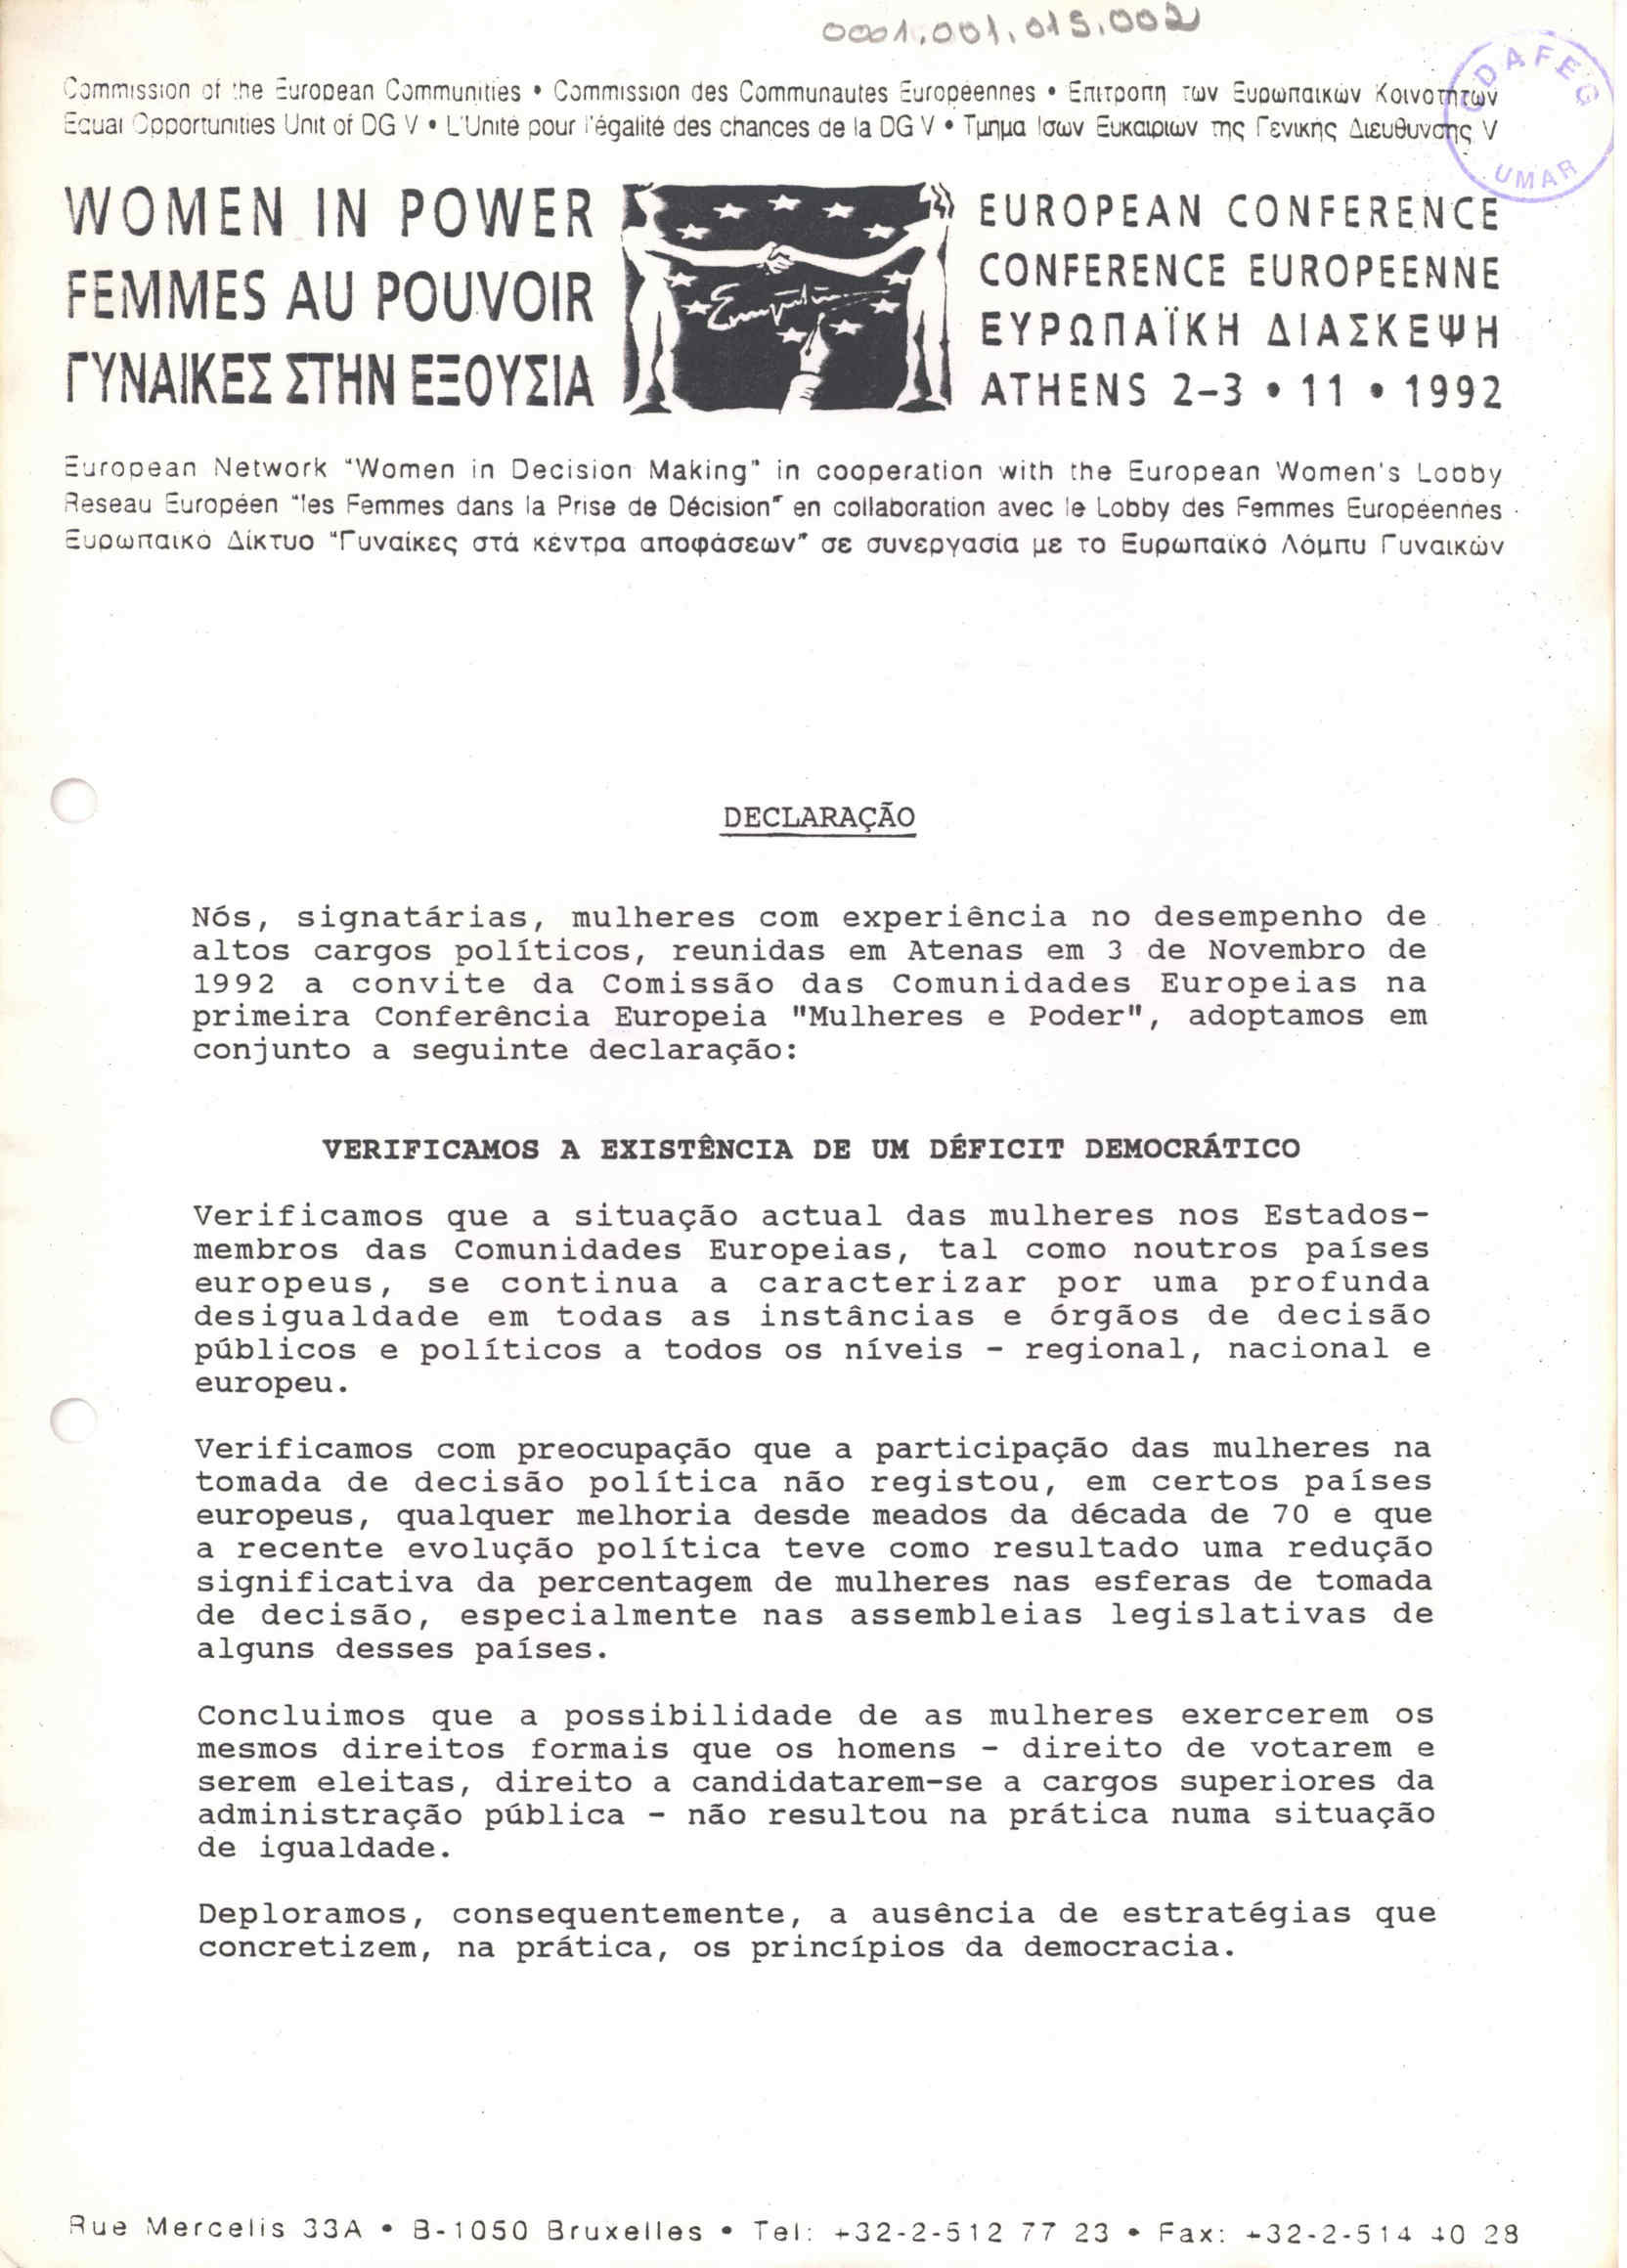 0001.001.015.002
Commission of the European Communities • Commission des Communautes Européennes • Επιτροπη των Ευρωπαικών Κοινοτήτων
Equal Opportunities Unit of DG V • L'Unité pour l'égalité des chances de la DG V • Τμημα Ισων Ευκαιριων της Γενικής Διευθυνσης V
CDAFEG
UMAR
WOMEN IN POWER
FEMMES AU POUVOIR
ΓΥΝΑΙΚΕΣ ΣΤΗΝ ΕΞΟΥΣΙΑ
EUROPEAN CONFERENCE
CONFERENCE EUROPEENNE
ΕΥΡΩΠΑΪΚΗ ΔΙΑΣΚΕΨΗ
ATHENS 2–3 • 11 • 1992
European Network "Women in Decision Making" in cooperation with the European Women's Lobby
Reseau Européen "les Femmes dans la Prise de Décision" en collaboration avec le Lobby des Femmes Européennes
Ευρωπαικό Δίκτυο "Γυναίκες στά κέντρα αποφάσεων" σε συνεργασία με το Ευρωπαϊκό Λόμπυ Γυναικών
DECLARAÇÃO
Nós, signatárias, mulheres com experiência no desempenho de
altos cargos políticos, reunidas em Atenas em 3 de Novembro de
1992 a convite da Comissão das Comunidades Europeias na
primeira Conferência Europeia "Mulheres e Poder", adoptamos em
conjunto a seguinte declaração:
VERIFICAMOS A EXISTÊNCIA DE UM DÉFICIT DEMOCRÁTICO
Verificamos que a situação actual das mulheres nos Estados-
membros das Comunidades Europeias, tal como noutros países
europeus, se continua a caracterizar por uma profunda
desigualdade em todas as instâncias e órgãos de decisão
públicos e políticos a todos os níveis - regional, nacional e
europeu.
Verificamos com preocupação que a participação das mulheres na
tomada de decisão política não registou, em certos países
europeus, qualquer melhoria desde meados da década de 70 e que
a recente evolução política teve como resultado uma redução
significativa da percentagem de mulheres nas esferas de tomada
de decisão, especialmente nas assembleias legislativas de
alguns desses países.
Concluimos que a possibilidade de as mulheres exercerem os
mesmos direitos formais que os homens - direito de votarem e
serem eleitas, direito a candidatarem-se a cargos superiores da
administração pública - não resultou na prática numa situação
de igualdade.
Deploramos, consequentemente, a ausência de estratégias que
concretizem, na prática, os princípios da democracia.
Rue Mercelis 33A • B-1050 Bruxelles • Tel: +32-2-512 77 23 • Fax: +32-2-514 40 28